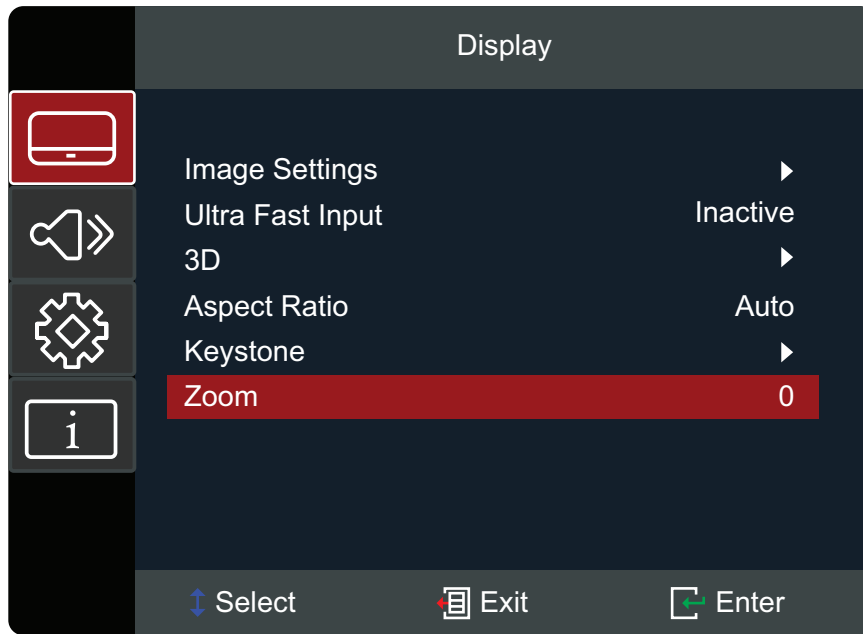 Display
Image Settings
Ultra Fast Input Inactive
3D
Aspect Ratio Auto
Keystone
Zoom 0
i
Select Exit Enter